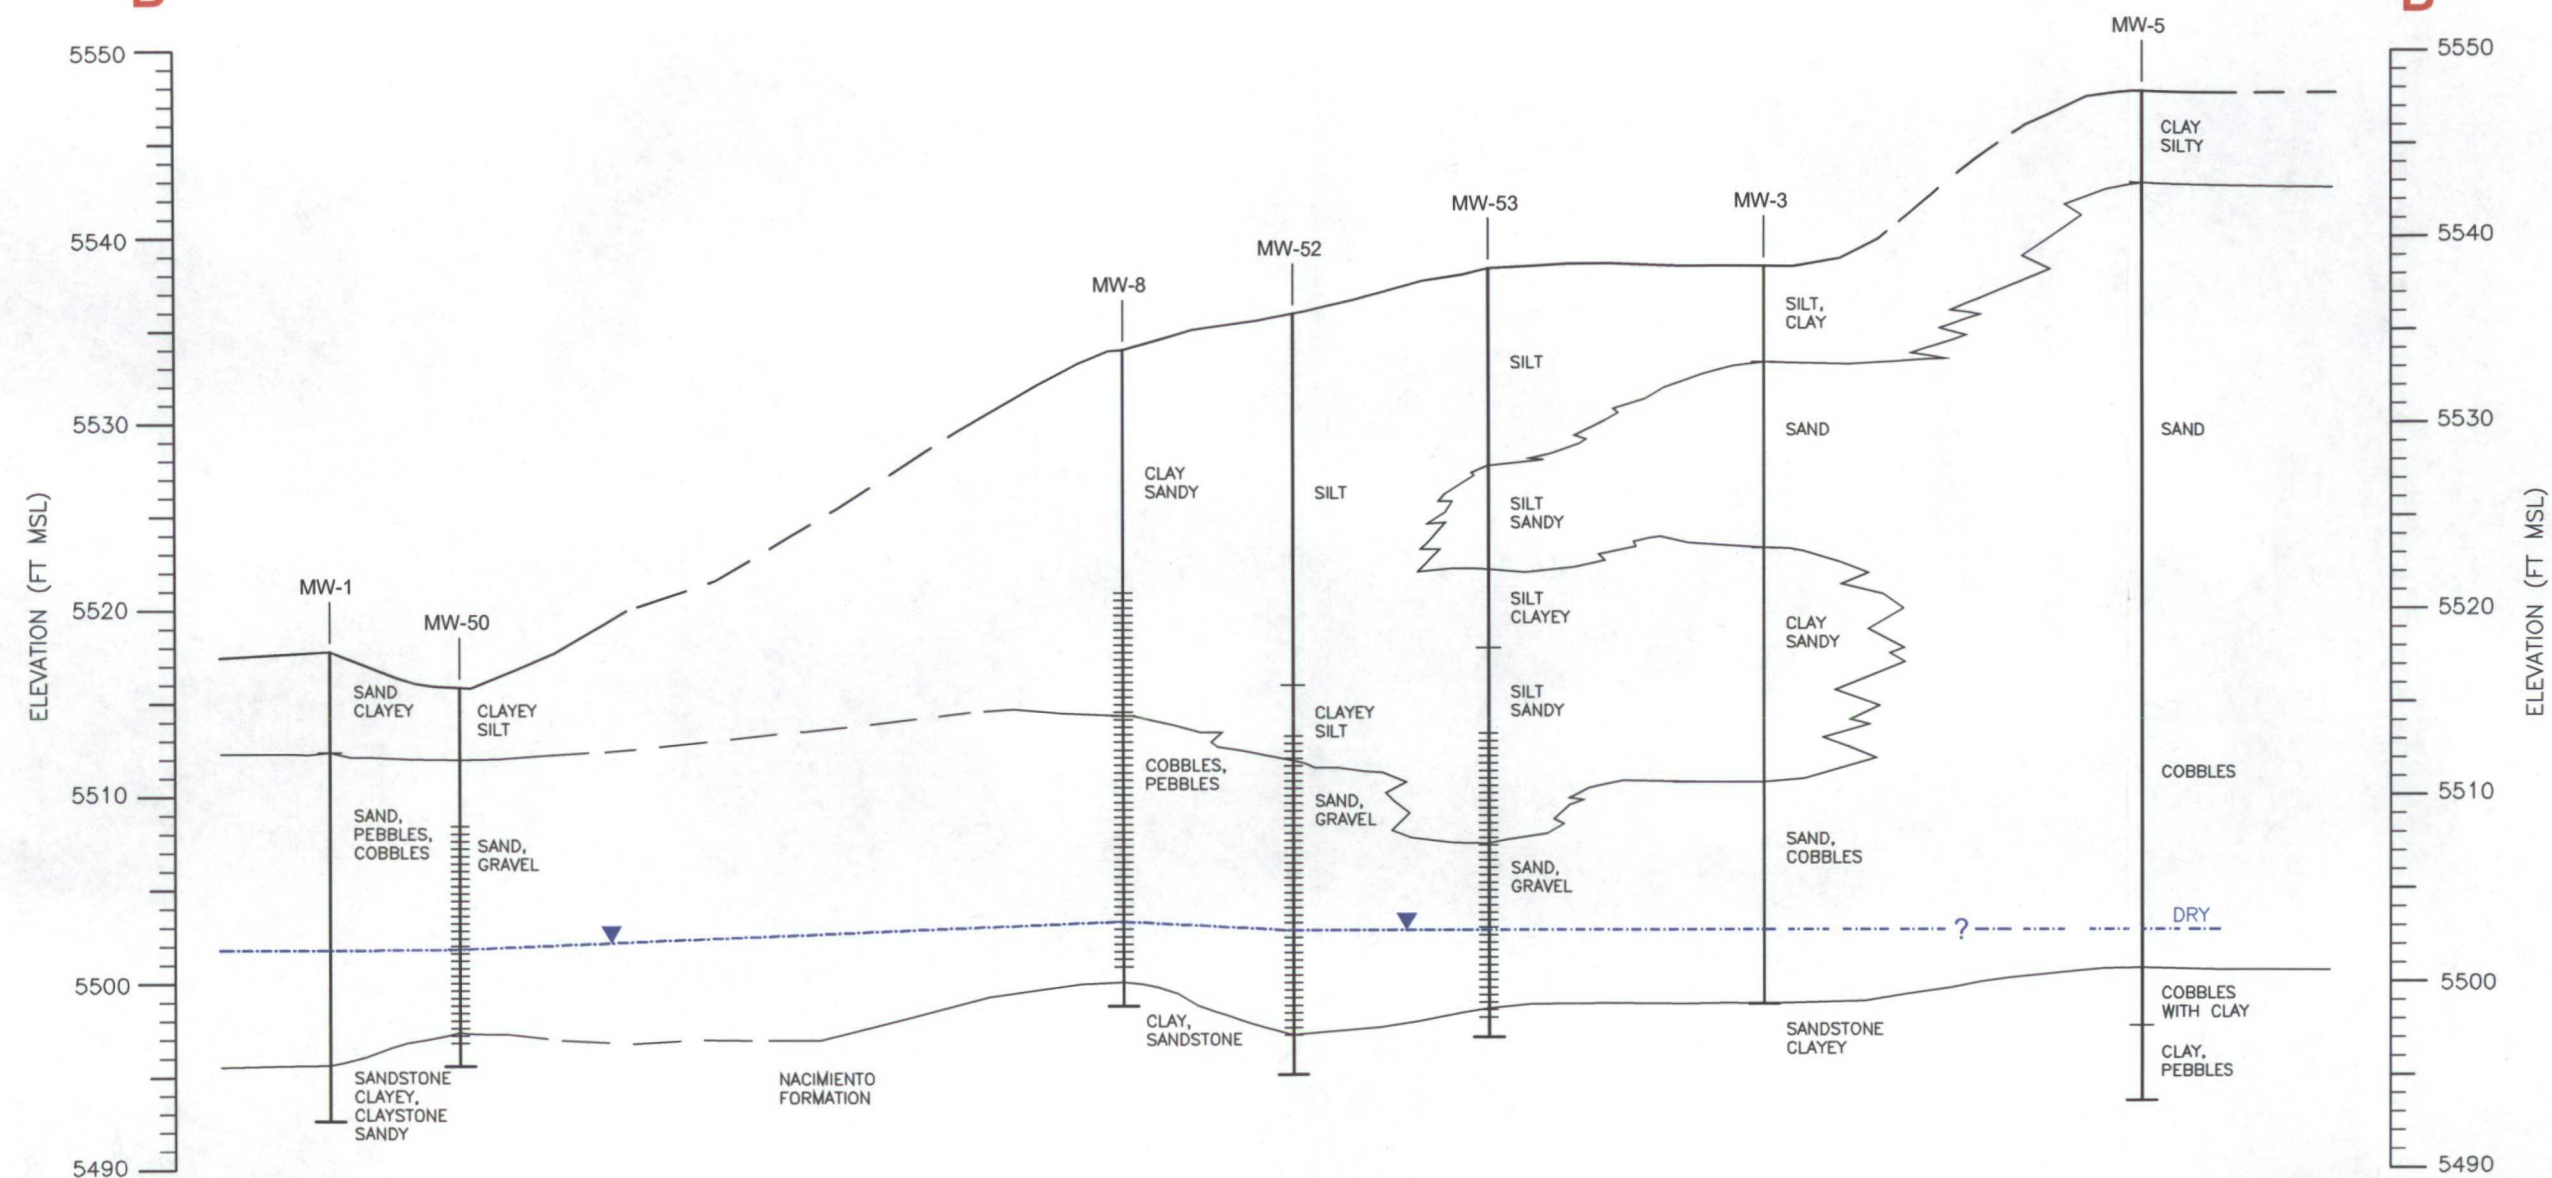 MW-5
5550
5550
CLAY
SILTY
MW-3
MW-53
5540
5540
MW-52
MW-8
SILT,
CLAY
SILT
5530
5530
SAND
SAND
CLAY
SANDY
SILT
SILT
SANDY
ELEVATION (FT MSL)
ELEVATION (FT MSL)
MW-1
5520
5520
SILT
CLAYEY
MW-50
CLAY
SANDY
SAND
CLAYEY
CLAYEY
SILT
CLAYEY
SILT
SILT
SANDY
COBBLES,
PEBBLES
COBBLES
5510
5510
SAND,
PEBBLES,
COBBLES
SAND,
GRAVEL
SAND,
GRAVEL
SAND,
GRAVEL
SAND,
COBBLES
DRY
?
5500
5500
COBBLES
WITH CLAY
CLAY,
SANDSTONE
SANDSTONE
CLAYEY
CLAY,
PEBBLES
SANDSTONE
CLAYEY,
CLAYSTONE
SANDY
NACIMIENTO
FORMATION
5490
5490